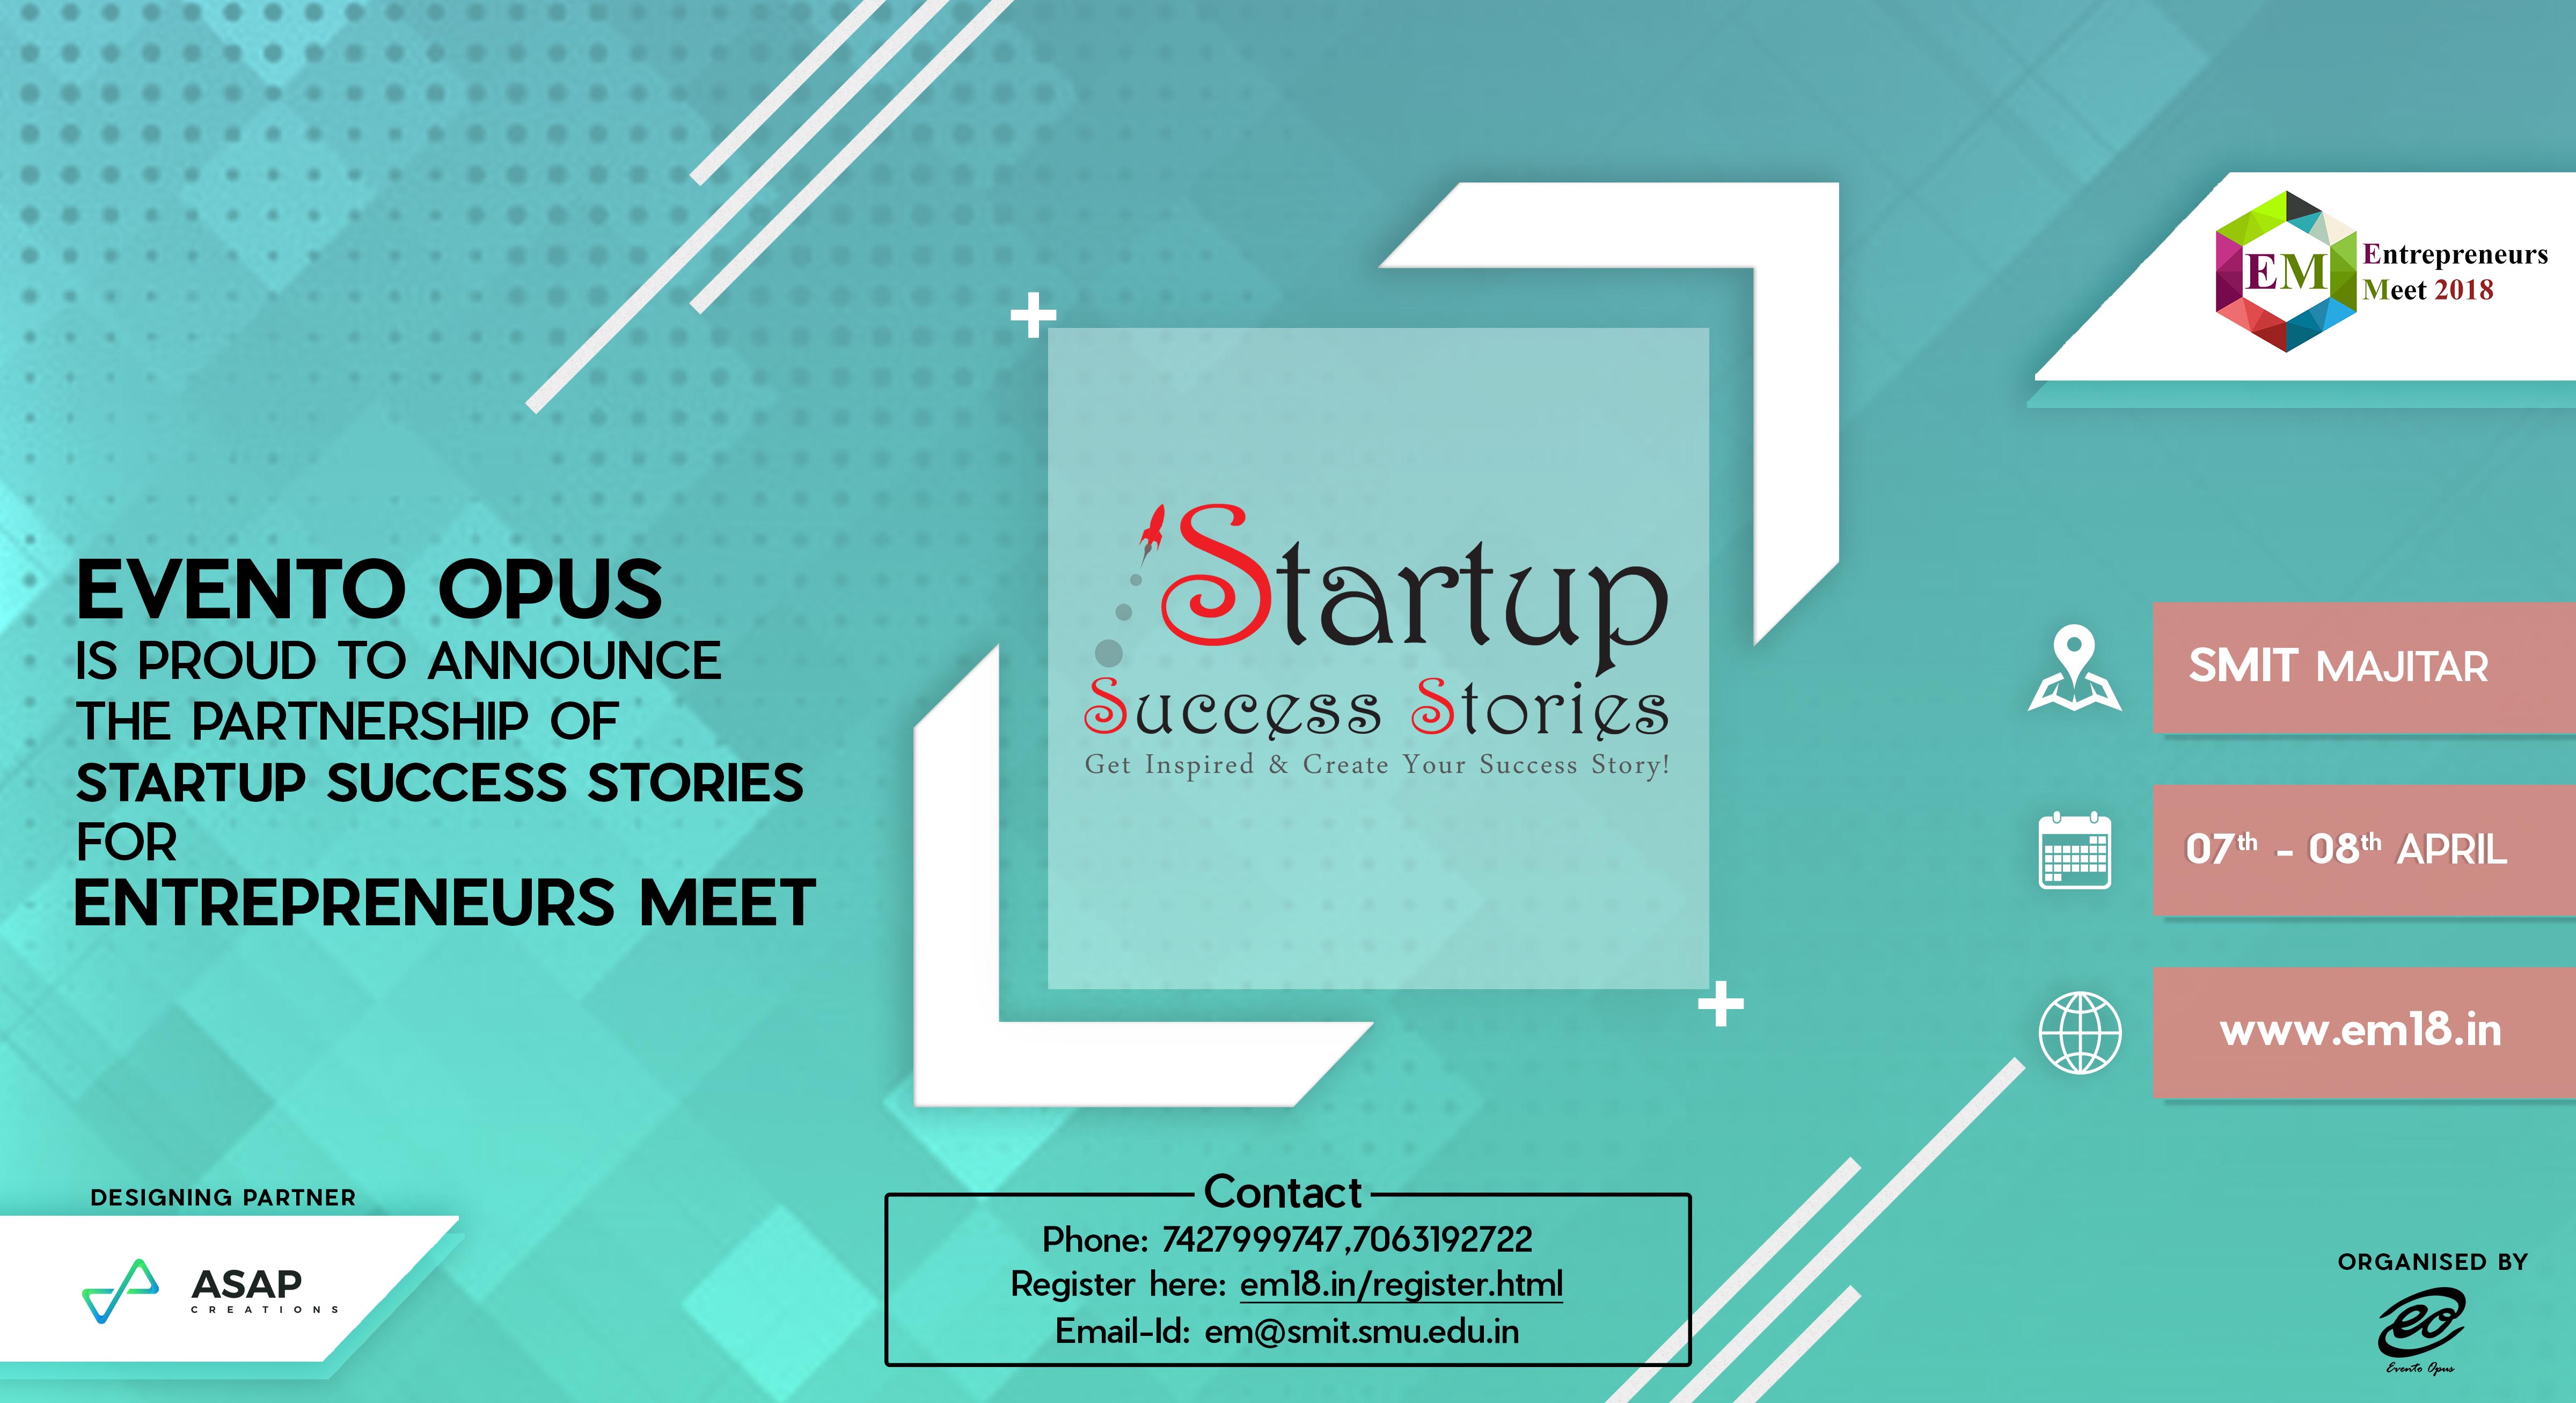 EVENTO OPUS
IS PROUD TO ANNOUNCE
THE PARTNERSHIP OF
STARTUP SUCCESS STORIES
FOR
ENTREPRENEURS MEET
Startup
Success Stories
Get Inspired & Create Your Success Story!
EM
Entrepreneurs
Meet 2018
SMIT MAJITAR
07th - 08th APRIL
www.em18.in
DESIGNING PARTNER
ASAP
CREATIONS
Contact
Phone: 7427999747,7063192722
Register here: em18.in/register.html
Email-Id: em@smit.smu.edu.in
ORGANISED BY
eo
Evento Opus